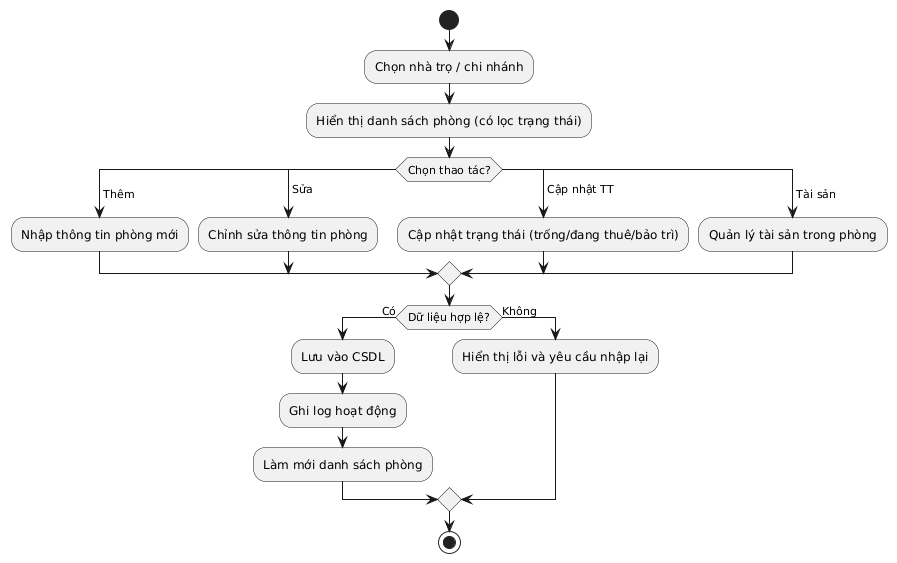 Chọn nhà trọ / chi nhánh
Hiển thị danh sách phòng (có lọc trạng thái)
Chọn thao tác?
Thêm
Sửa
Cập nhật TT
Tài sản
Nhập thông tin phòng mới
Chỉnh sửa thông tin phòng
Cập nhật trạng thái (trống/đang thuê/bảo trì)
Quản lý tài sản trong phòng
Có
Dữ liệu hợp lệ?
Không
Lưu vào CSDL
Hiển thị lỗi và yêu cầu nhập lại
Ghi log hoạt động
Làm mới danh sách phòng